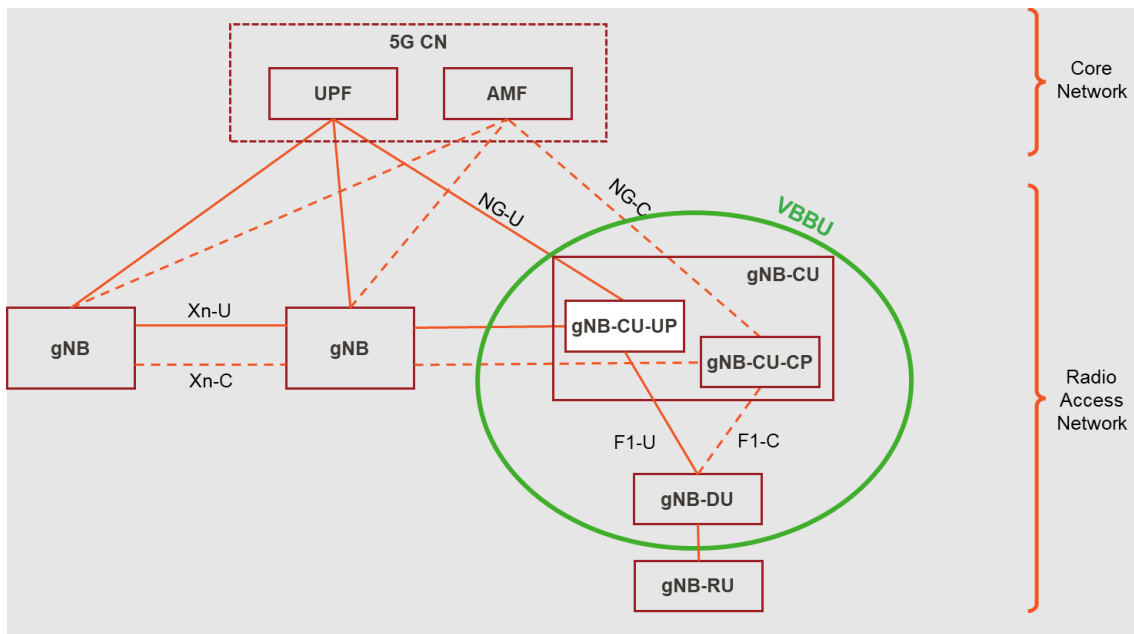 5G CN
UPF
AMF
Core
Network
NG-U
NG-C
VBBU
gNB-CU
gNB
Xn-U
Xn-C
gNB
gNB-CU-UP
gNB-CU-CP
Radio
Access
Network
F1-U
F1-C
gNB-DU
gNB-RU